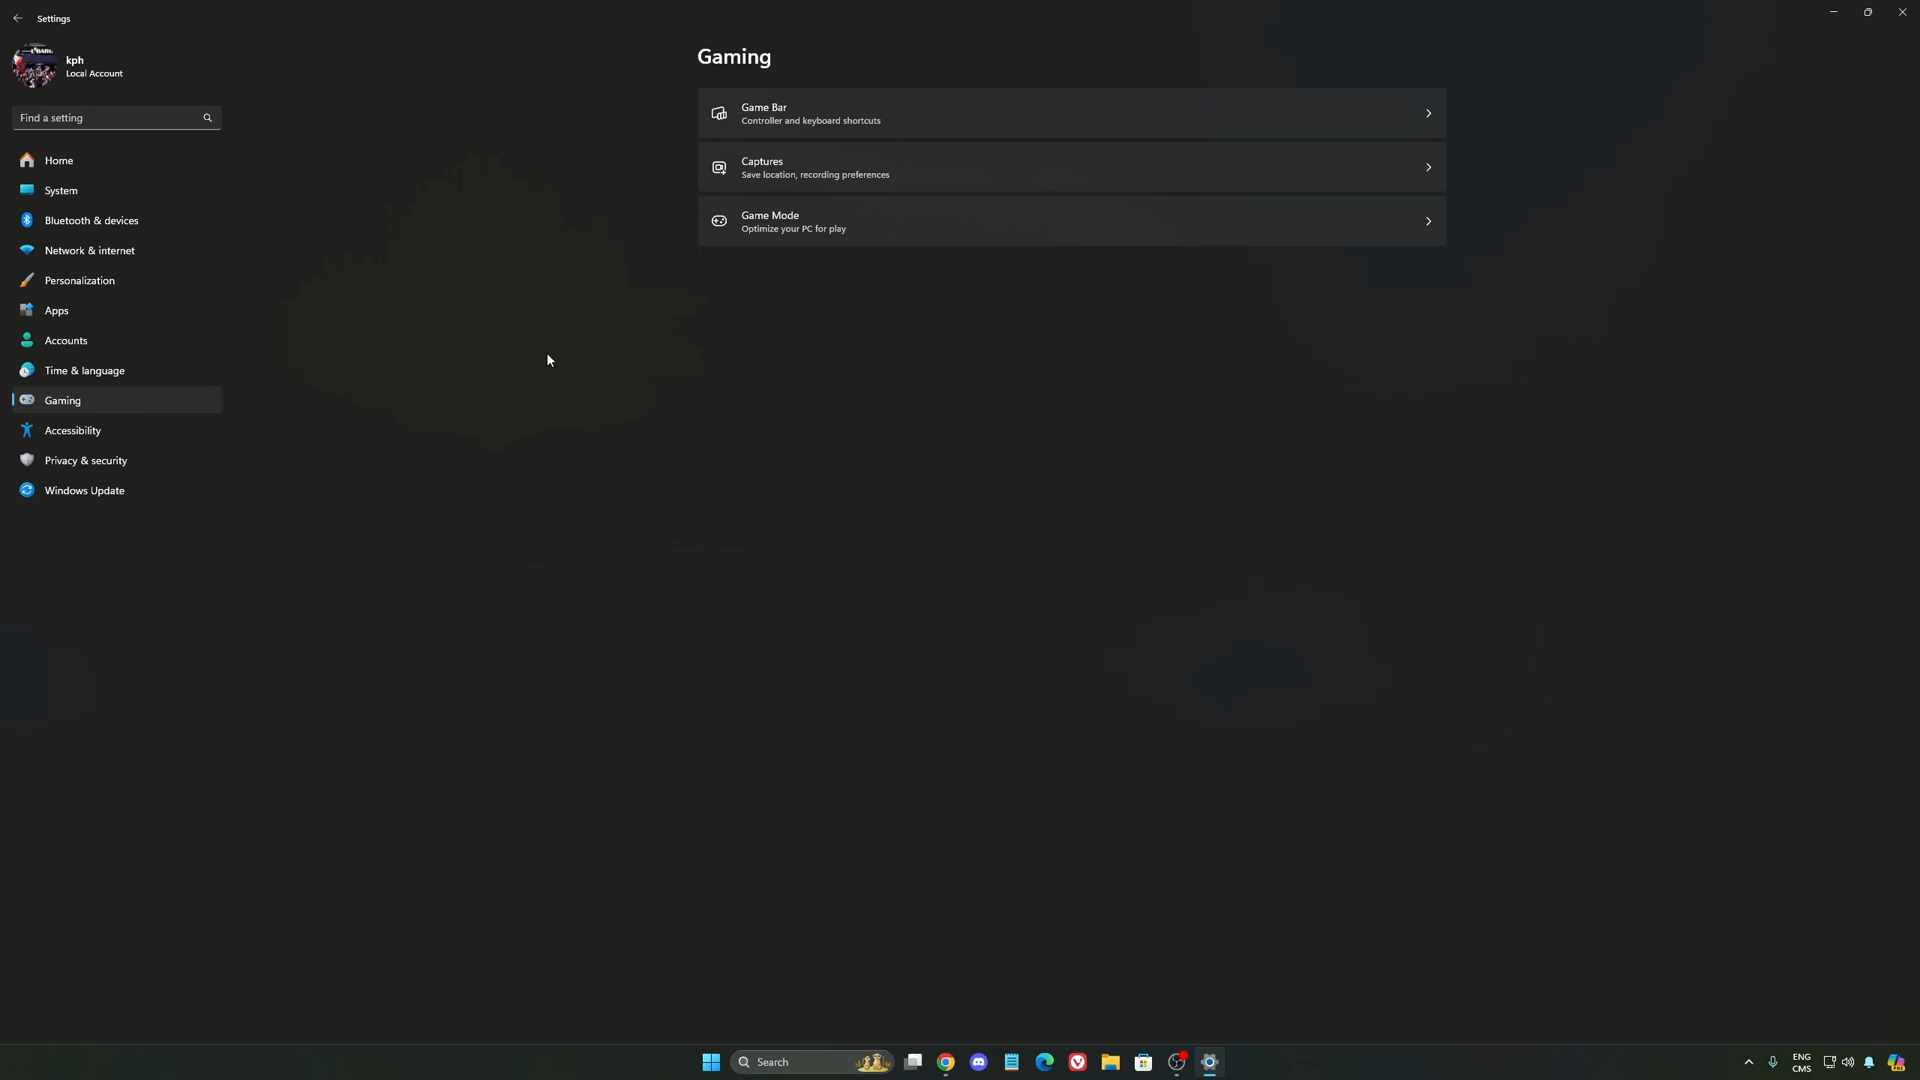 Settings
kph
Local Account
Find a setting
Home
System
Bluetooth & devices
Network & internet
Personalization
Apps
Accounts
Time & language
Gaming
Accessibility
Privacy & security
Windows Update
Gaming
Game Bar
Controller and keyboard shortcuts
Captures
Save location, recording preferences
Game Mode
Optimize your PC for play
Search
ENG
CMS